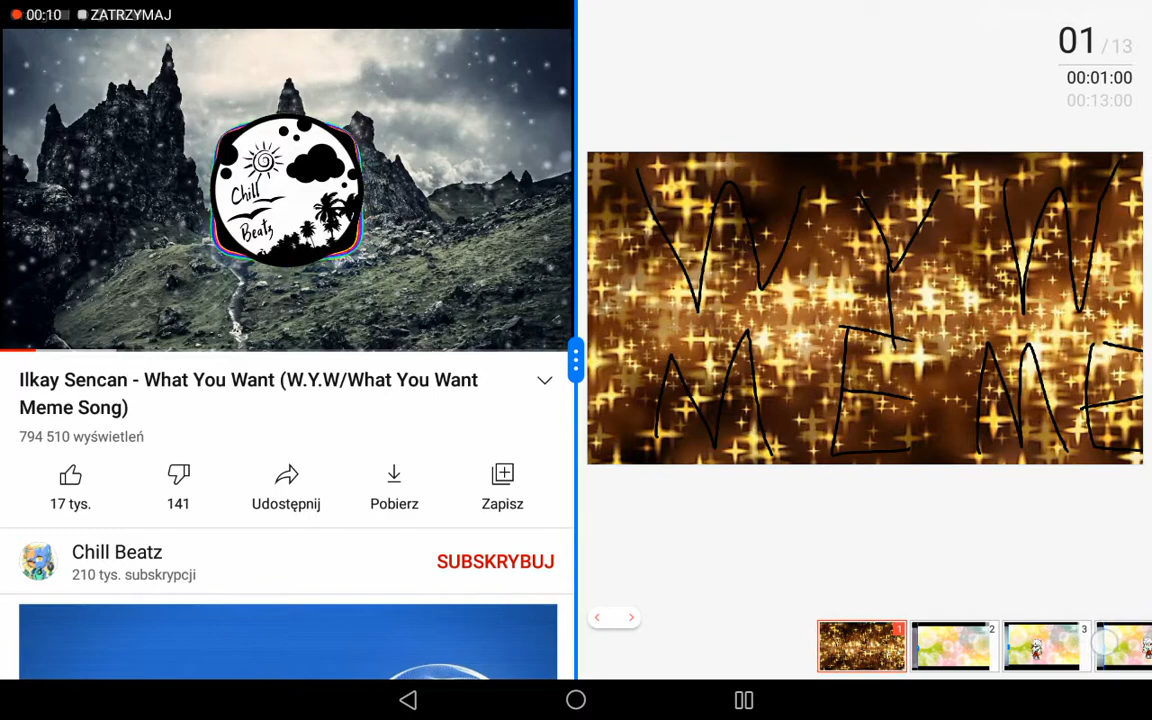 00:10 ZATRZYMAJ
Chill
Beatz
Ilkay Sencan - What You Want (W.Y.W/What You Want
Meme Song)
794 510 wyświetleń
17 tys.
141
Udostępnij
Pobierz
Zapisz
Chill Beatz
210 tys. subskrypcji
SUBSKRYBUJ
01 / 13
00:01:00
00:13:00
W Y W
M E M E
1
2
3